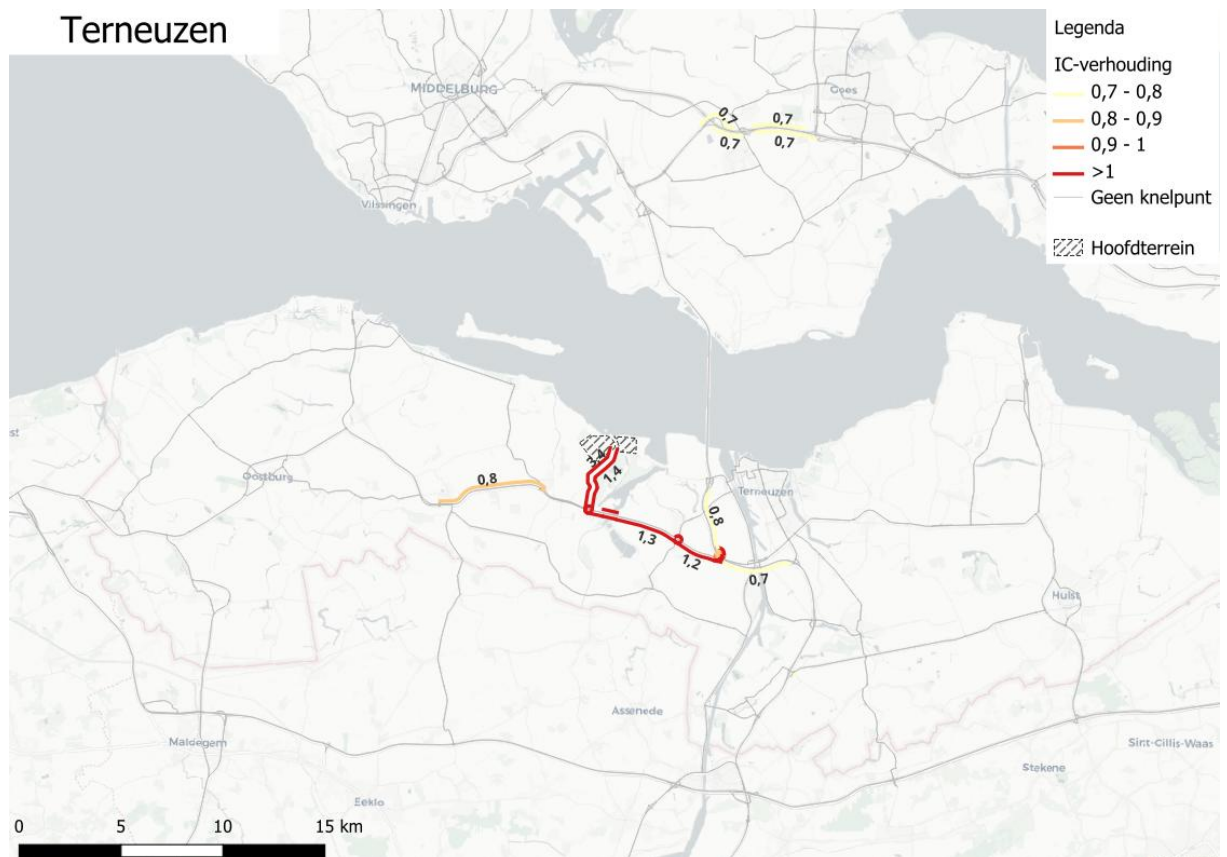 Terneuzen
Legenda
IC-verhouding
0,7 - 0,8
0,8 - 0,9
0,9 - 1
>1
Geen knelpunt
Hoofdterrein
MIDDELBURG
Goes
0,7
0,7
0,7
0,7
Vlissingen
3,4
1,4
0,8
Oostburg
Terneuzen
0,8
1,3
1,2
0,7
Hulst
Assenede
Maldegem
Sint-Gillis-Waas
Stekene
Eeklo
0 5 10 15 km